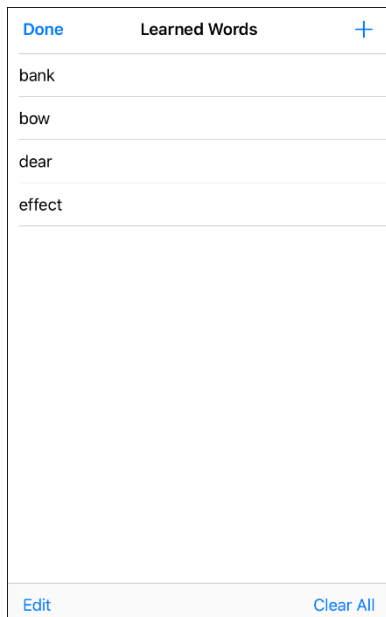 Done Learned Words +
bank
bow
dear
effect
Edit Clear All